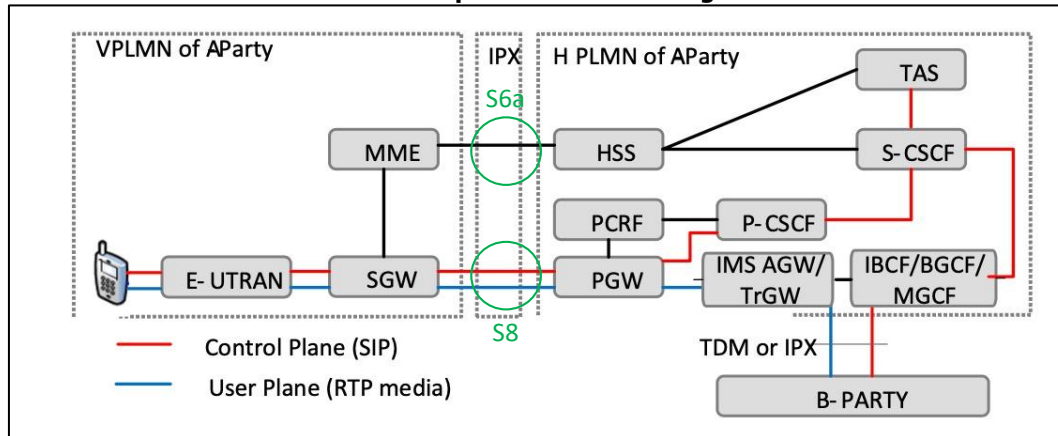 VPLMN of AParty
IPX
H PLMN of AParty
S6a
TAS
MME
HSS
S- CSCF
PCRF
P- CSCF
E- UTRAN
SGW
PGW
IMS AGW/
TrGW
IBCF/BGCF/
MGCF
S8
Control Plane (SIP)
TDM or IPX
User Plane (RTP media)
B- PARTY